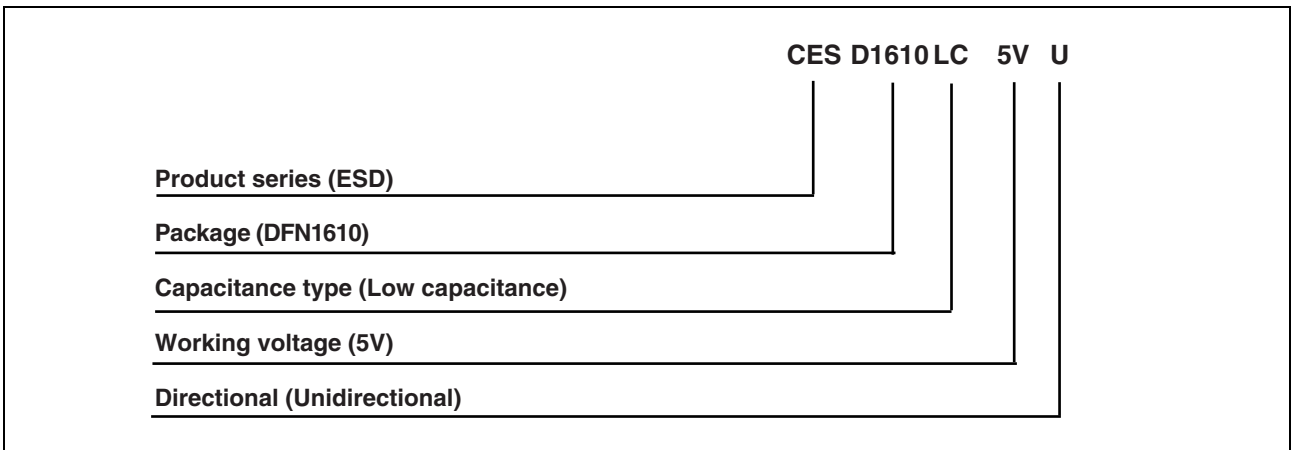 CES D1610 LC 5V U
Product series (ESD)
Package (DFN1610)
Capacitance type (Low capacitance)
Working voltage (5V)
Directional (Unidirectional)